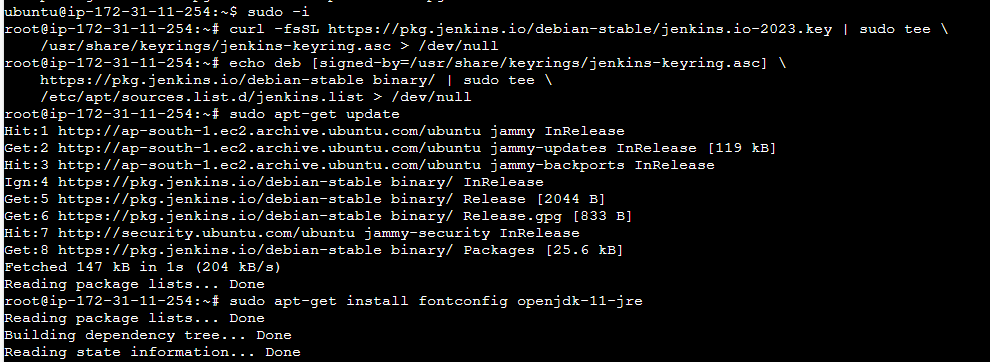 ubuntu@ip-172-31-11-254:~$ sudo -i
root@ip-172-31-11-254:~# curl -fsSL https://pkg.jenkins.io/debian-stable/jenkins.io-2023.key | sudo tee \
    /usr/share/keyrings/jenkins-keyring.asc > /dev/null
root@ip-172-31-11-254:~# echo deb [signed-by=/usr/share/keyrings/jenkins-keyring.asc] \
    https://pkg.jenkins.io/debian-stable binary/ | sudo tee \
    /etc/apt/sources.list.d/jenkins.list > /dev/null
root@ip-172-31-11-254:~# sudo apt-get update
Hit:1 http://ap-south-1.ec2.archive.ubuntu.com/ubuntu jammy InRelease
Get:2 http://ap-south-1.ec2.archive.ubuntu.com/ubuntu jammy-updates InRelease [119 kB]
Hit:3 http://ap-south-1.ec2.archive.ubuntu.com/ubuntu jammy-backports InRelease
Ign:4 https://pkg.jenkins.io/debian-stable binary/ InRelease
Get:5 https://pkg.jenkins.io/debian-stable binary/ Release [2044 B]
Get:6 https://pkg.jenkins.io/debian-stable binary/ Release.gpg [833 B]
Hit:7 http://security.ubuntu.com/ubuntu jammy-security InRelease
Get:8 https://pkg.jenkins.io/debian-stable binary/ Packages [25.6 kB]
Fetched 147 kB in 1s (204 kB/s)
Reading package lists... Done
root@ip-172-31-11-254:~# sudo apt-get install fontconfig openjdk-11-jre
Reading package lists... Done
Building dependency tree... Done
Reading state information... Done